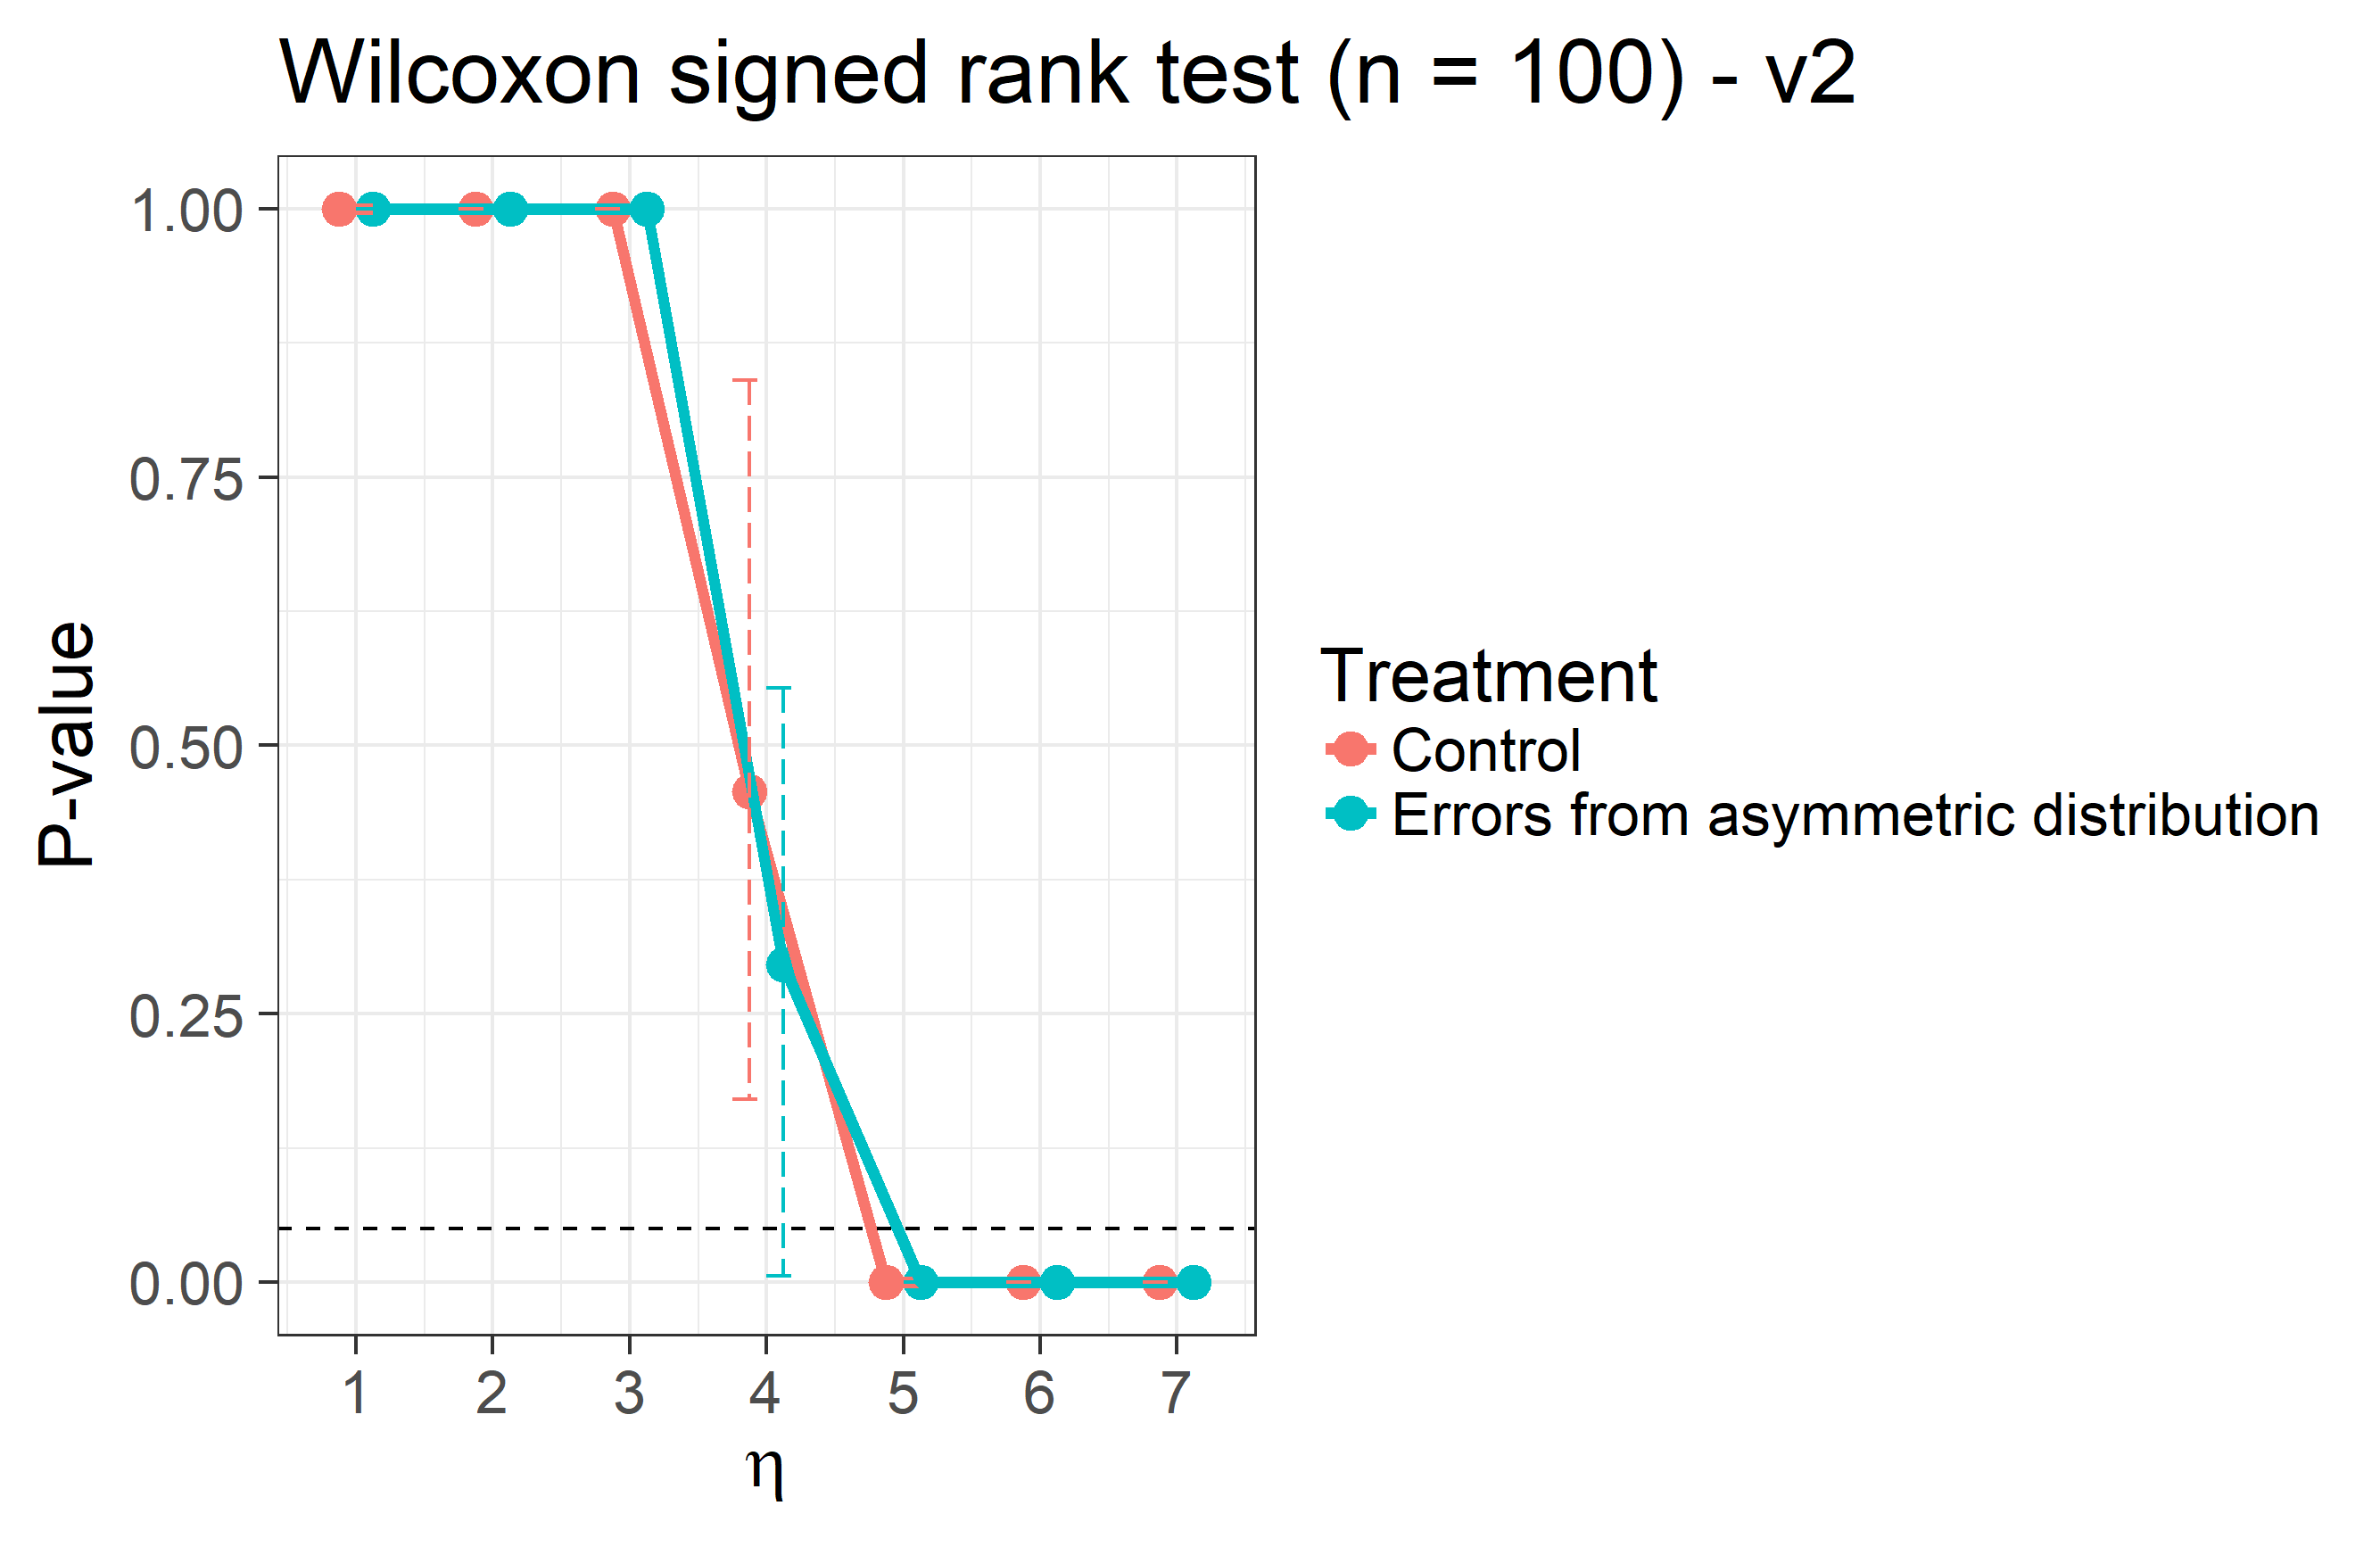 Wilcoxon signed rank test (n = 100) - v2
1.00
0.75
0.50
0.25
0.00
P-value
1 2 3 4 5 6 7
η
Treatment
Control
Errors from asymmetric distribution